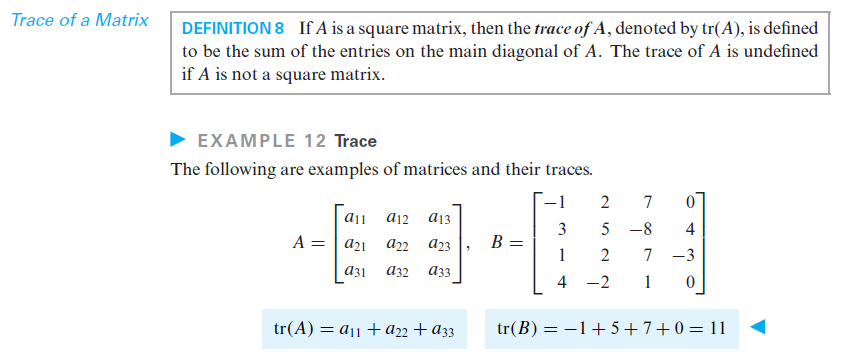 Trace of a Matrix
DEFINITION 8 If A is a square matrix, then the trace of A, denoted by tr(A), is defined
to be the sum of the entries on the main diagonal of A. The trace of A is undefined
if A is not a square matrix.
▶ EXAMPLE 12 Trace
The following are examples of matrices and their traces.
A = [a₁₁ a₁₂ a₁₃
a₂₁ a₂₂ a₂₃
a₃₁ a₃₂ a₃₃],
B = [−1 2 7 0
3 5 −8 4
1 2 7 −3
4 −2 1 0]
tr(A) = a₁₁ + a₂₂ + a₃₃
tr(B) = −1 + 5 + 7 + 0 = 11 ◀